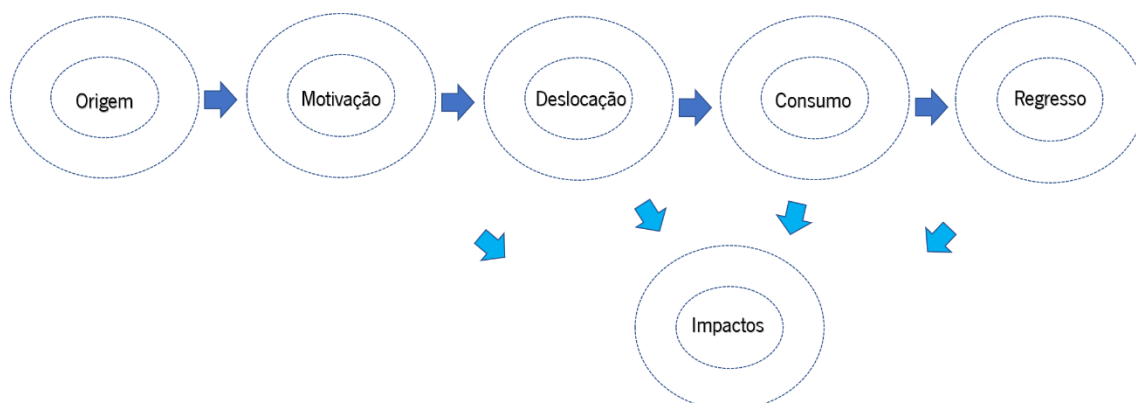 Origem
Motivação
Deslocação
Consumo
Regresso
Impactos